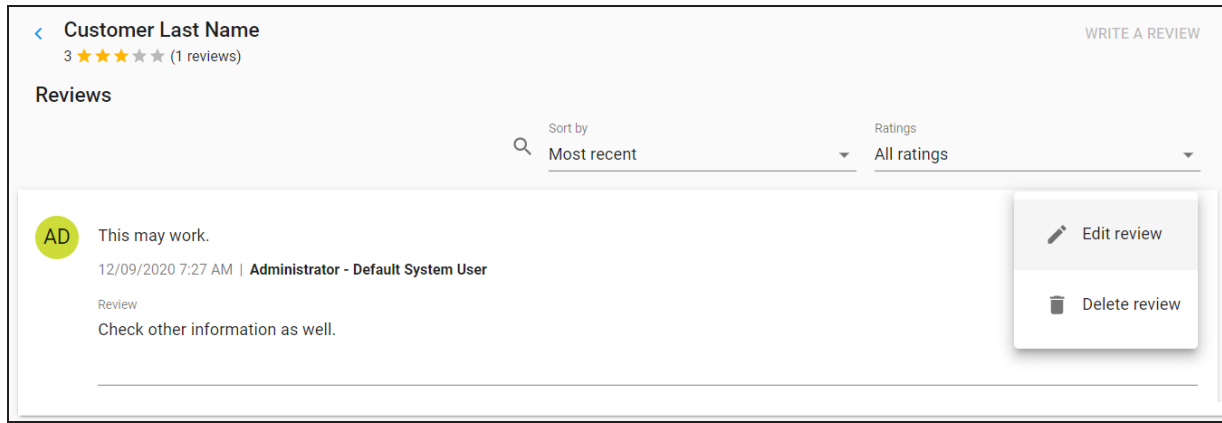 Customer Last Name
WRITE A REVIEW
3 (1 reviews)
Reviews
Sort by
Most recent
Ratings
All ratings
AD
This may work.
12/09/2020 7:27 AM | Administrator - Default System User
Review
Check other information as well.
Edit review
Delete review